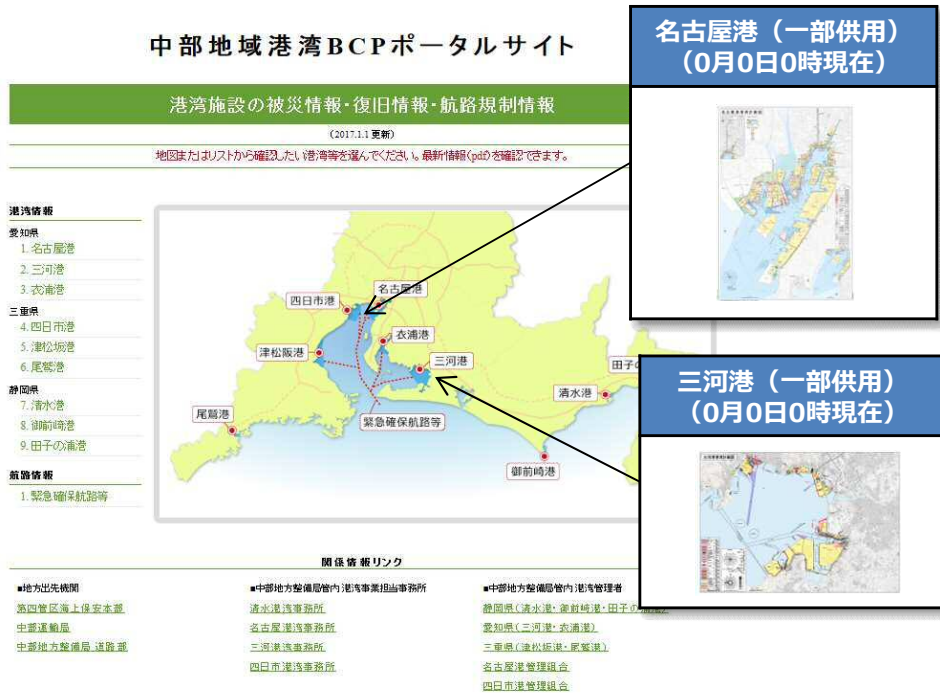 中部地域港湾BCPポータルサイト
港湾施設の被災情報・復旧情報・航路規制情報
(2017.1.1 更新)
地図またはリストから確認したい港湾等を選んでください。最新情報(pdf)を確認できます。
港湾情報
愛知県
1. 名古屋港
2. 三河港
3. 衣浦港
三重県
4. 四日市港
5. 津松坂港
6. 尾鷲港
静岡県
7. 清水港
8. 御前崎港
9. 田子の浦港
航路情報
1. 緊急確保航路等
四日市港
名古屋港
衣浦港
津松阪港
三河港
田子の
清水港
尾鷲港
緊急確保航路等
御前崎港
名古屋港（一部供用）
（0月0日0時現在）
三河港（一部供用）
（0月0日0時現在）
関係情報リンク
■地方出先機関
第四管区海上保安本部
中部運輸局
中部地方整備局 道路部
■中部地方整備局管内 港湾事業担当事務所
清水港湾事務所
名古屋港湾事務所
三河港湾事務所
四日市港湾事務所
■中部地方整備局管内 港湾管理者
静岡県(清水港・御前崎港・田子の浦港)
愛知県(三河港・衣浦港)
三重県(津松坂港・尾鷲港)
名古屋港管理組合
四日市港管理組合